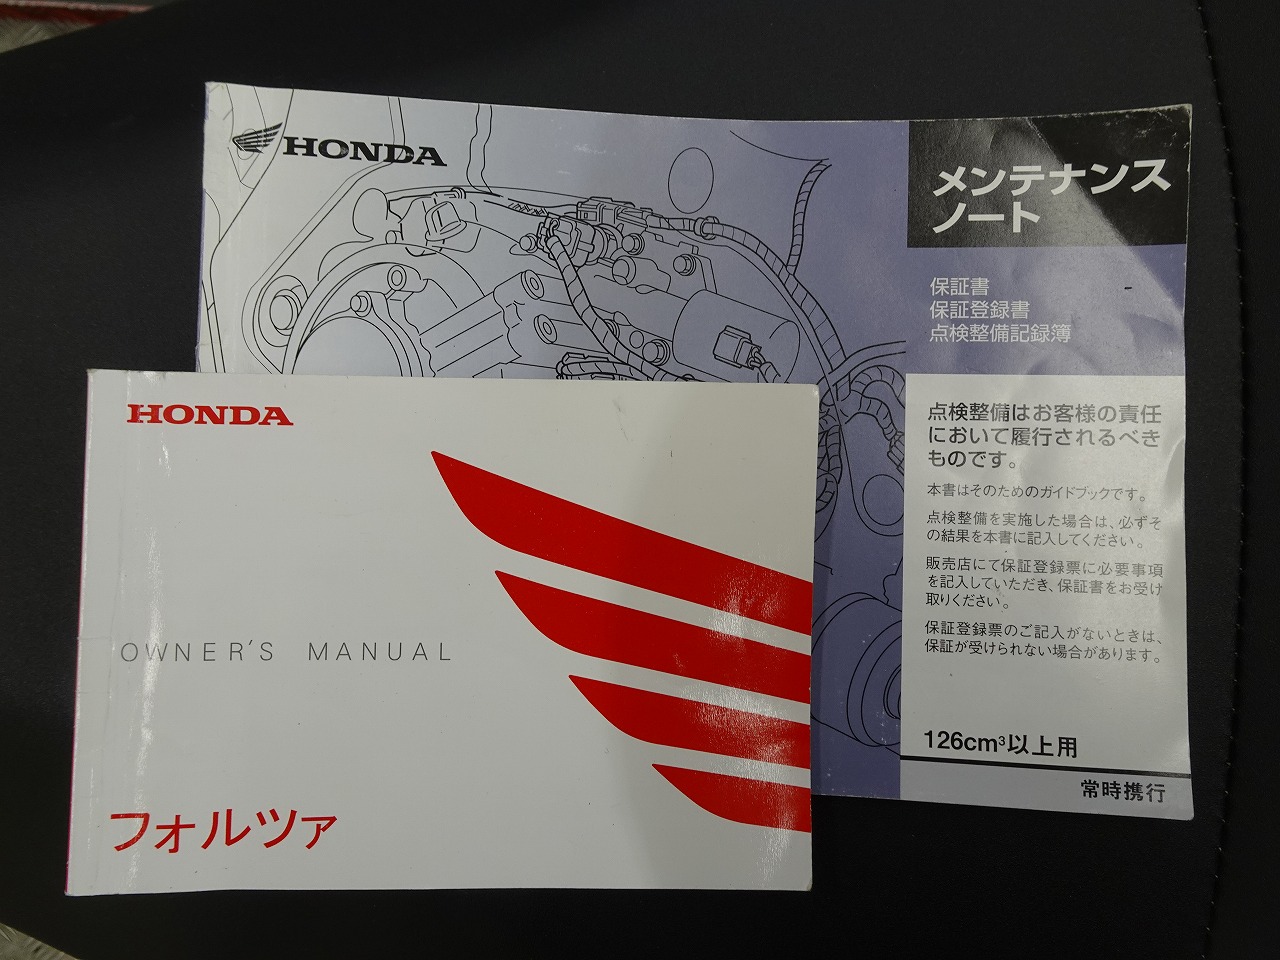 HONDA
メンテナンス
ノート
保証書
保証登録書
点検整備記録簿
点検整備はお客様の責任
において履行されるべき
ものです。
本書はそのためのガイドブックです。
点検整備を実施した場合は、必ずそ
の結果を本書に記入してください。
販売店にて保証登録票に必要事項
を記入していただき、保証書をお受け
取りください。
保証登録票のご記入がないときは、
保証が受けられない場合があります。
126cm³以上用
常時携行
HONDA
OWNER'S MANUAL
フォルツァ